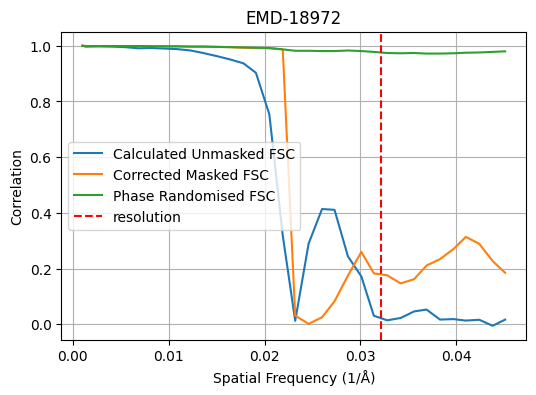 EMD-18972
1.0
0.8
0.6
0.4
0.2
0.0
Correlation
Calculated Unmasked FSC
Corrected Masked FSC
Phase Randomised FSC
resolution
0.00 0.01 0.02 0.03 0.04
Spatial Frequency (1/Å)